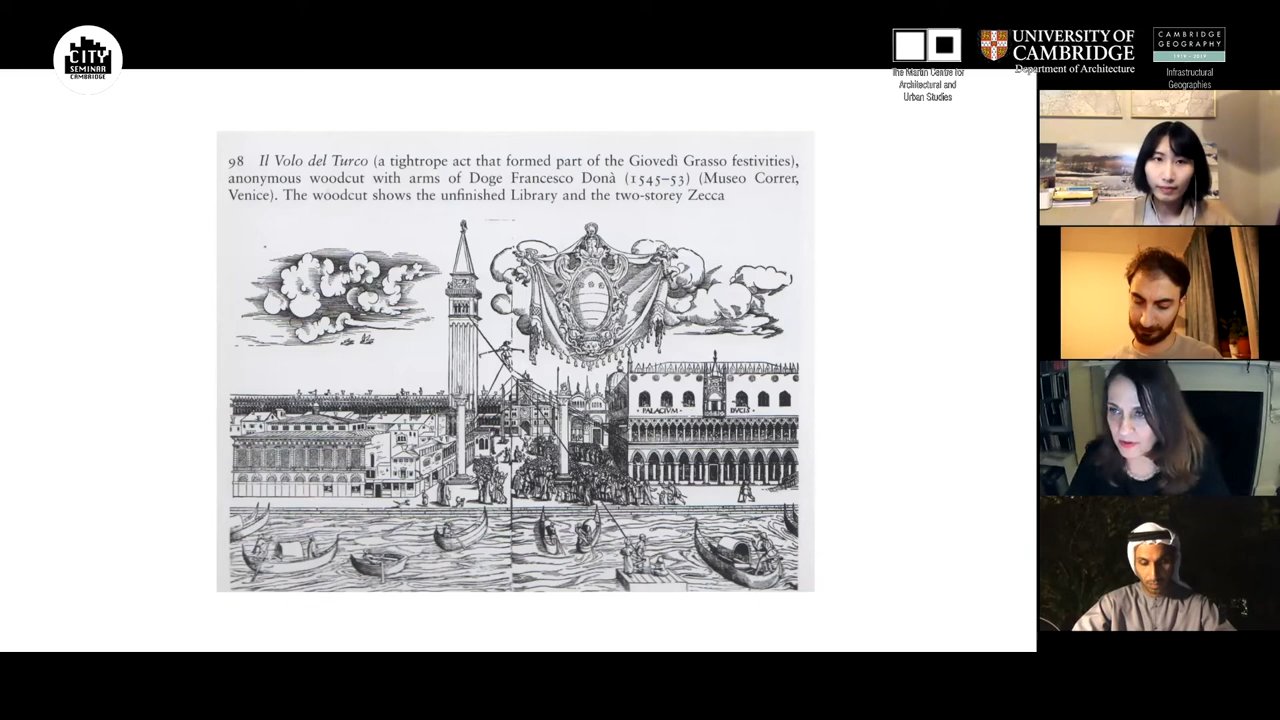 CITY
SEMINAR
CAMBRIDGE
The Martin Centre for
Architectural and
Urban Studies
UNIVERSITY OF
CAMBRIDGE
Department of Architecture
CAMBRIDGE
GEOGRAPHY
1919 - 2019
Infrastructural
Geographies
98 Il Volo del Turco (a tightrope act that formed part of the Giovedì Grasso festivities),
anonymous woodcut with arms of Doge Francesco Donà (1545–53) (Museo Correr,
Venice). The woodcut shows the unfinished Library and the two-storey Zecca
• PALACIVM • DVCIS •